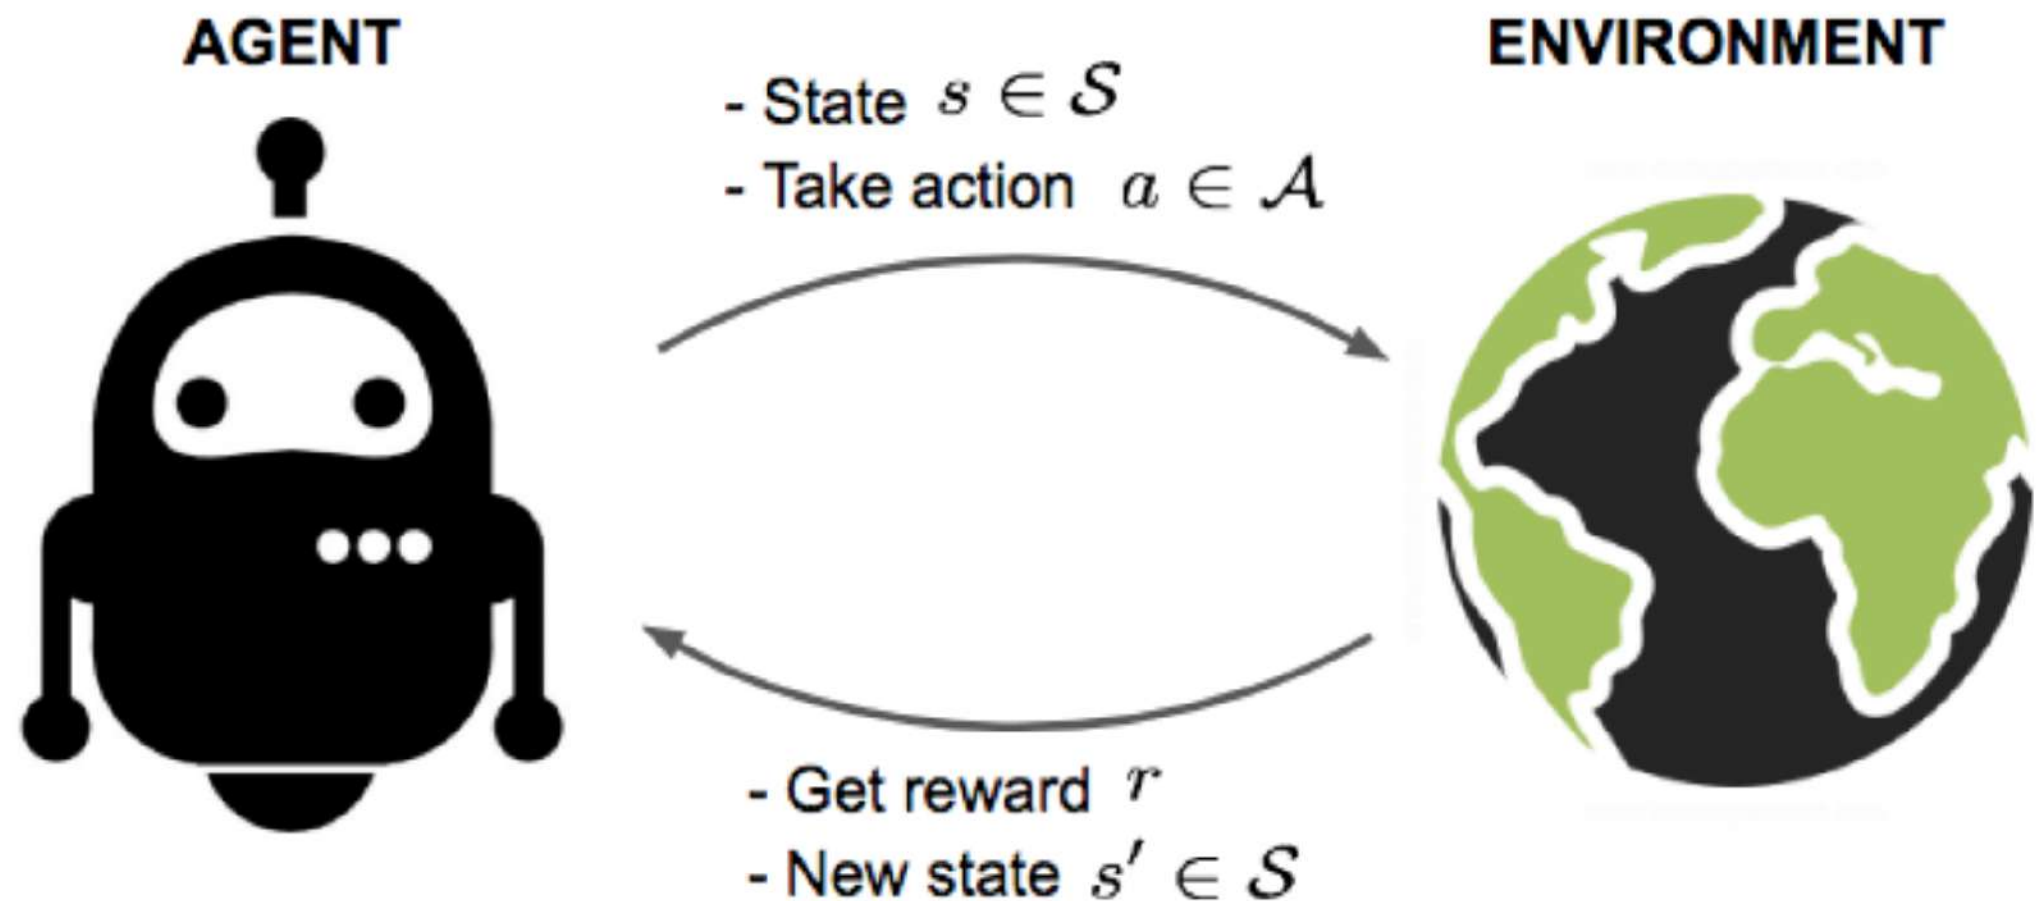 AGENT
ENVIRONMENT
- State s ∈ 𝒮
- Take action a ∈ 𝒜
- Get reward r
- New state s′ ∈ 𝒮